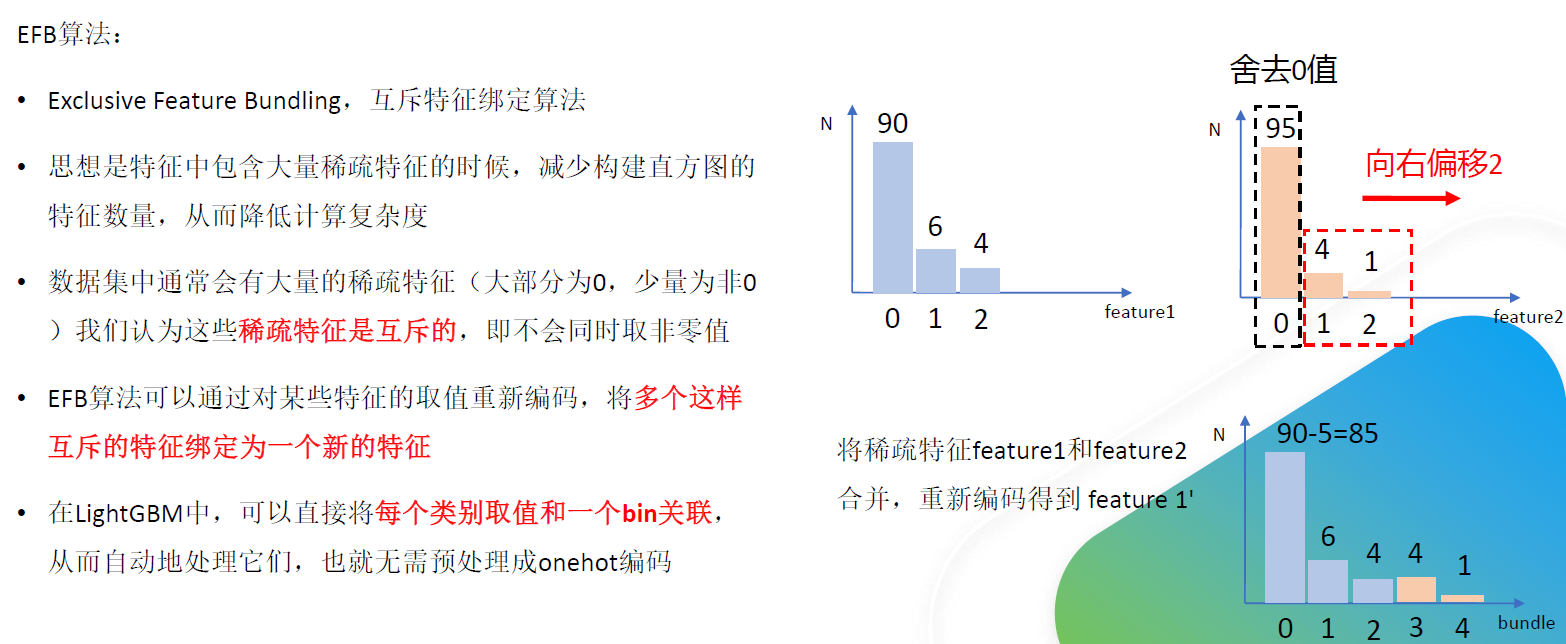 EFB算法：
• Exclusive Feature Bundling，互斥特征绑定算法
• 思想是特征中包含大量稀疏特征的时候，减少构建直方图的
特征数量，从而降低计算复杂度
• 数据集中通常会有大量的稀疏特征（大部分为0，少量为非0
）我们认为这些稀疏特征是互斥的，即不会同时取非零值
• EFB算法可以通过对某些特征的取值重新编码，将多个这样
互斥的特征绑定为一个新的特征
• 在LightGBM中，可以直接将每个类别取值和一个bin关联，
从而自动地处理它们，也就无需预处理成onehot编码
N
90
6
4
0 1 2
feature1
舍去0值
N
95
向右偏移2
4
1
0 1 2
feature2
将稀疏特征feature1和feature2
合并，重新编码得到 feature 1'
N
90-5=85
6
4
4
1
0 1 2 3 4
bundle